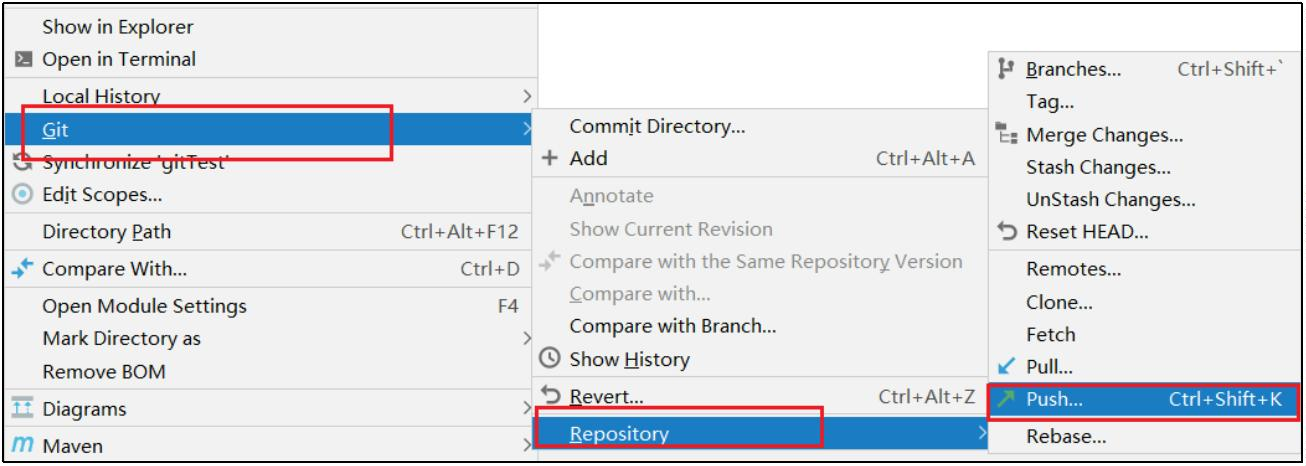 Show in Explorer
Open in Terminal
Local History
Git
Synchronize 'gitTest'
Edit Scopes...
Directory Path Ctrl+Alt+F12
Compare With... Ctrl+D
Open Module Settings F4
Mark Directory as
Remove BOM
Diagrams
Maven
Commit Directory...
Add Ctrl+Alt+A
Annotate
Show Current Revision
Compare with the Same Repository Version
Compare with...
Compare with Branch...
Show History
Revert... Ctrl+Alt+Z
Repository
Branches... Ctrl+Shift+`
Tag...
Merge Changes...
Stash Changes...
UnStash Changes...
Reset HEAD...
Remotes...
Clone...
Fetch
Pull...
Push... Ctrl+Shift+K
Rebase...